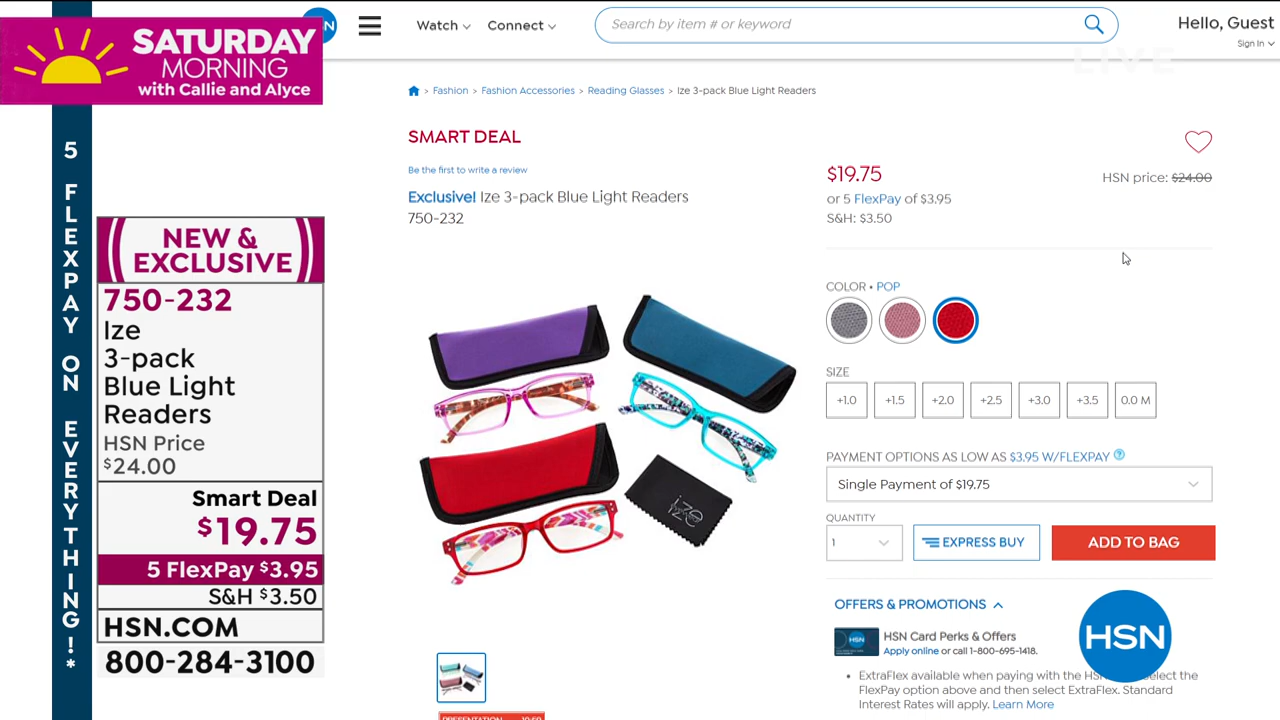 SATURDAY
MORNING
with Callie and Alyce
5 FLEXPAY ON EVERYTHING!*
NEW &
EXCLUSIVE
750-232
Ize
3-pack
Blue Light
Readers
HSN Price
$24.00
Smart Deal
$19.75
5 FlexPay $3.95
S&H $3.50
HSN.COM
800-284-3100
Watch
Connect
Search by item # or keyword
Hello, Guest
Sign In
LIVE
> Fashion > Fashion Accessories > Reading Glasses > Ize 3-pack Blue Light Readers
SMART DEAL
Be the first to write a review
Exclusive! Ize 3-pack Blue Light Readers
750-232
ize
$19.75
HSN price: $24.00
or 5 FlexPay of $3.95
S&H: $3.50
COLOR • POP
SIZE
+1.0 +1.5 +2.0 +2.5 +3.0 +3.5 0.0 M
PAYMENT OPTIONS AS LOW AS $3.95 W/FLEXPAY ?
Single Payment of $19.75
QUANTITY
1
EXPRESS BUY
ADD TO BAG
OFFERS & PROMOTIONS
HSN
HSN Card Perks & Offers
Apply online or call 1-800-695-1418.
HSN
• ExtraFlex available when paying with the select the
FlexPay option above and then select ExtraFlex. Standard
Interest Rates will apply. Learn More